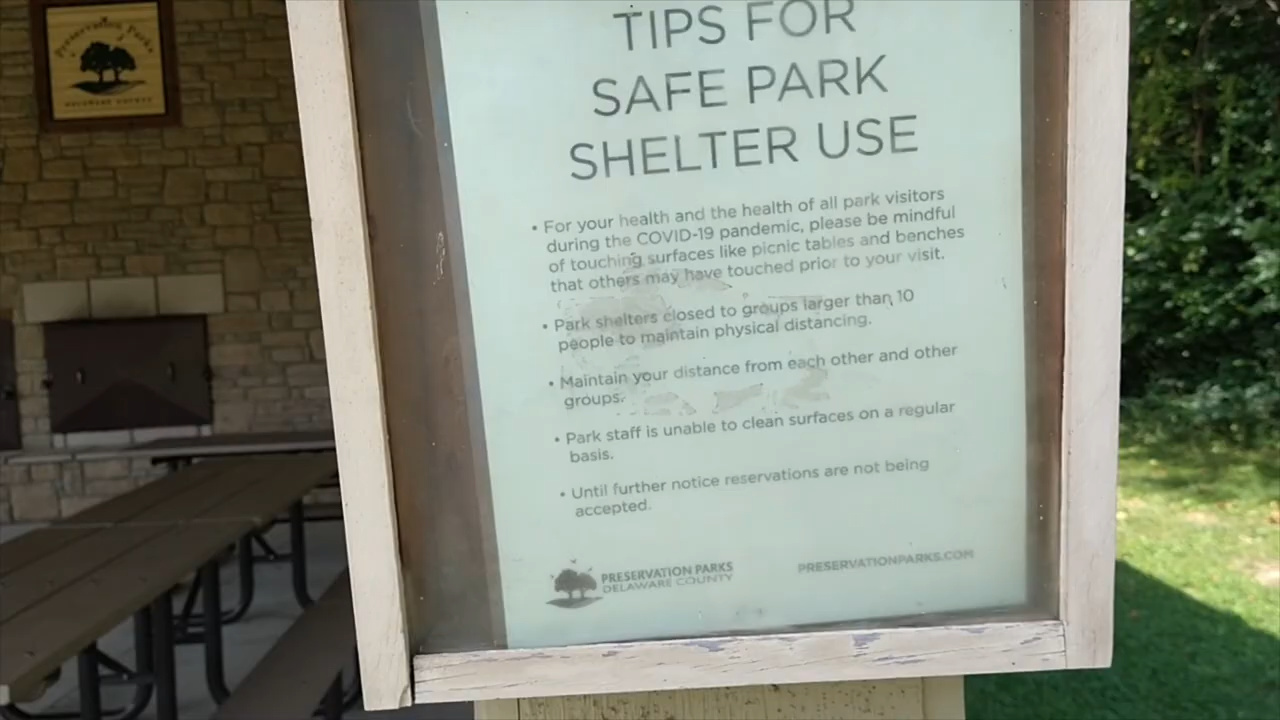 Preservation Parks
DELAWARE COUNTY
TIPS FOR
SAFE PARK
SHELTER USE
• For your health and the health of all park visitors
during the COVID-19 pandemic, please be mindful
of touching surfaces like picnic tables and benches
that others may have touched prior to your visit.
• Park shelters closed to groups larger than 10
people to maintain physical distancing.
• Maintain your distance from each other and other
groups.
• Park staff is unable to clean surfaces on a regular
basis.
• Until further notice reservations are not being
accepted.
PRESERVATION PARKS
DELAWARE COUNTY
PRESERVATIONPARKS.COM